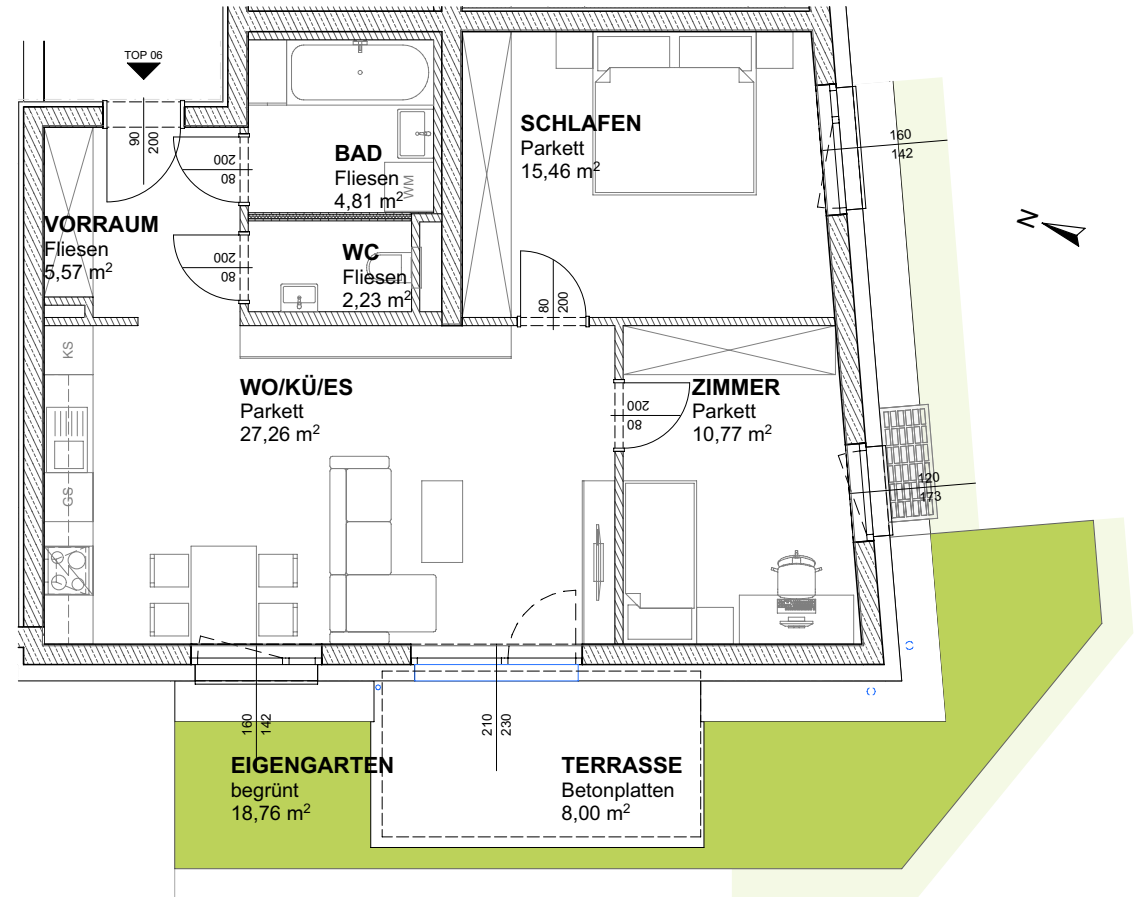 TOP 06
90
200
200
80
BAD
Fliesen
4,81 m²
WM
SCHLAFEN
Parkett
15,46 m²
160
142
N
VORRAUM
Fliesen
5,57 m²
200
80
WC
Fliesen
2,23 m²
80
200
KS
WO/KÜ/ES
Parkett
27,26 m²
200
80
ZIMMER
Parkett
10,77 m²
120
173
GS
160
142
210
230
EIGENGARTEN
begrünt
18,76 m²
TERRASSE
Betonplatten
8,00 m²